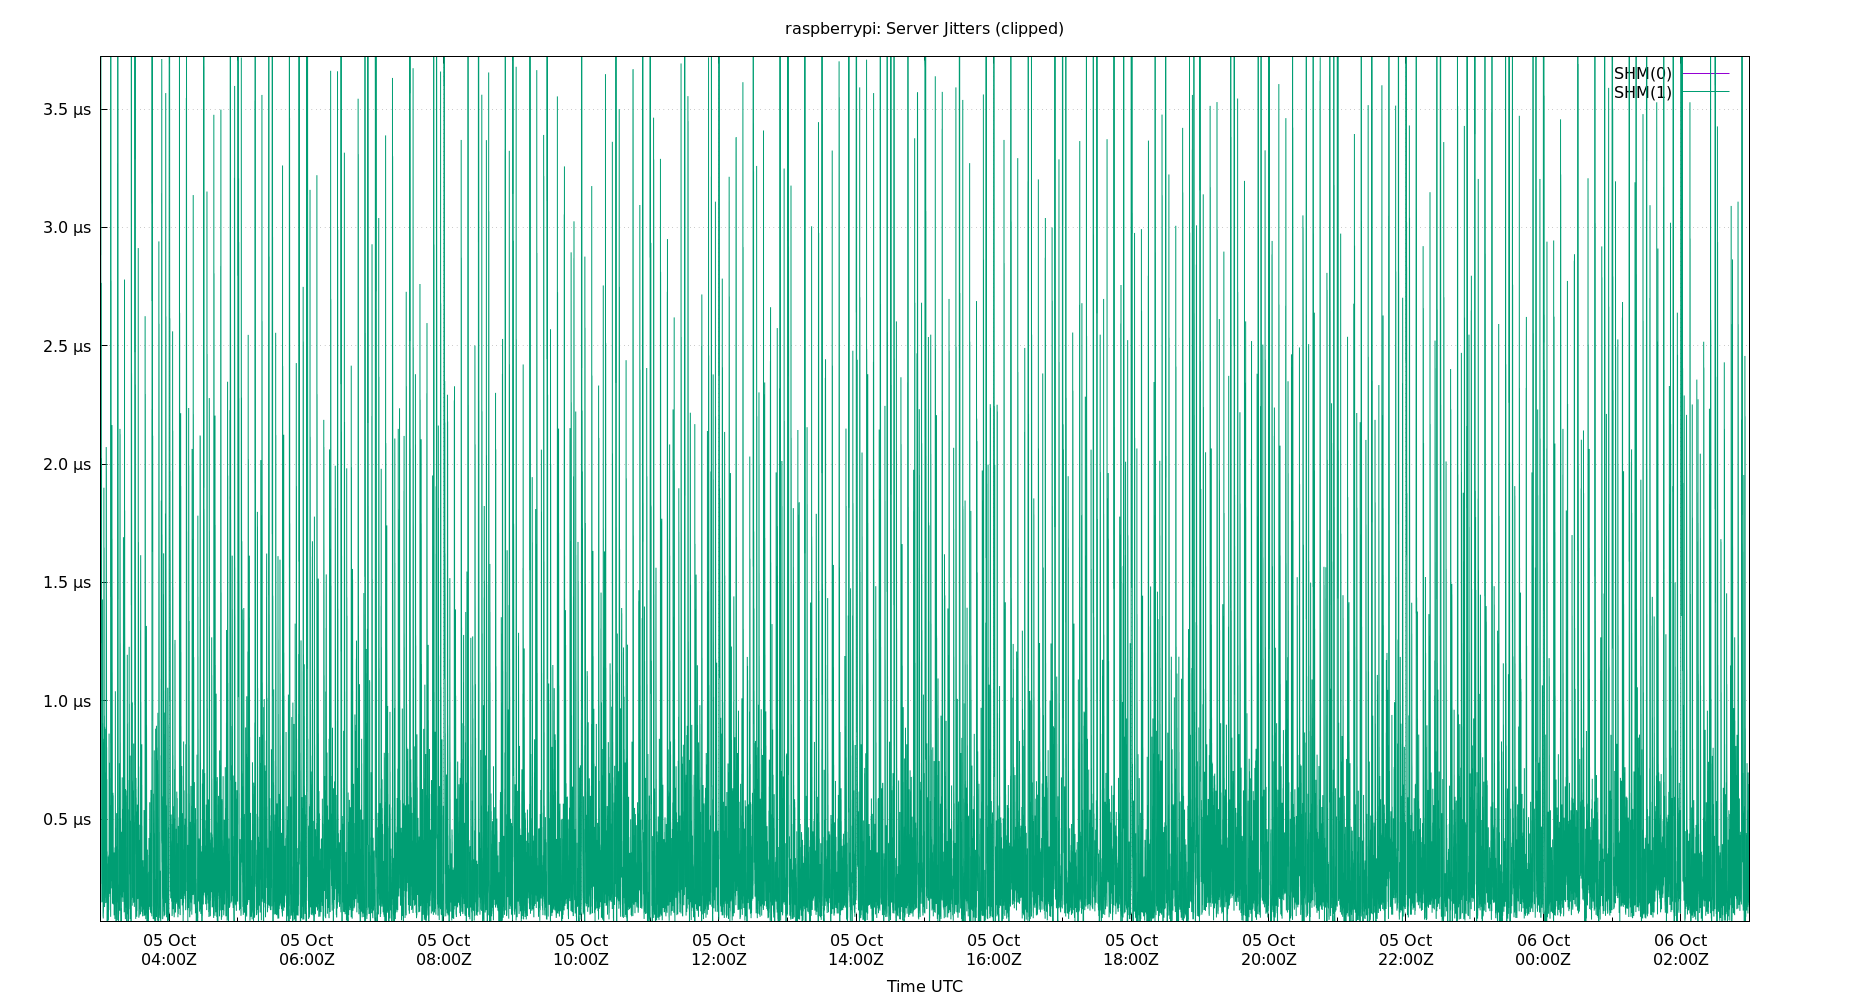 raspberrypi: Server Jitters (clipped)
SHM(0)
SHM(1)
3.5 µs
3.0 µs
2.5 µs
2.0 µs
1.5 µs
1.0 µs
0.5 µs
05 Oct 05 Oct 05 Oct 05 Oct 05 Oct 05 Oct 05 Oct 05 Oct 05 Oct 05 Oct 06 Oct 06 Oct
04:00Z 06:00Z 08:00Z 10:00Z 12:00Z 14:00Z 16:00Z 18:00Z 20:00Z 22:00Z 00:00Z 02:00Z
Time UTC